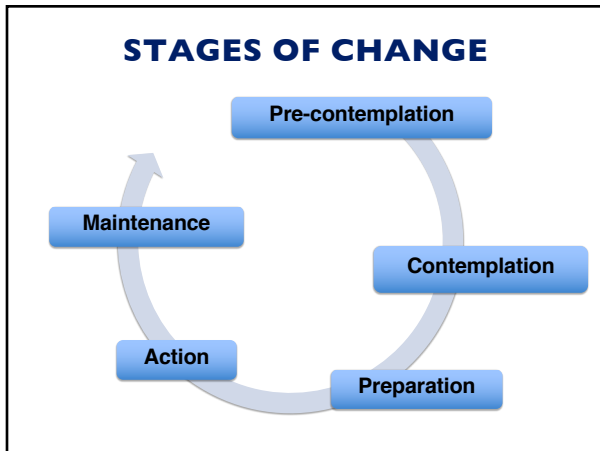 STAGES OF CHANGE
Pre-contemplation
Contemplation
Preparation
Action
Maintenance